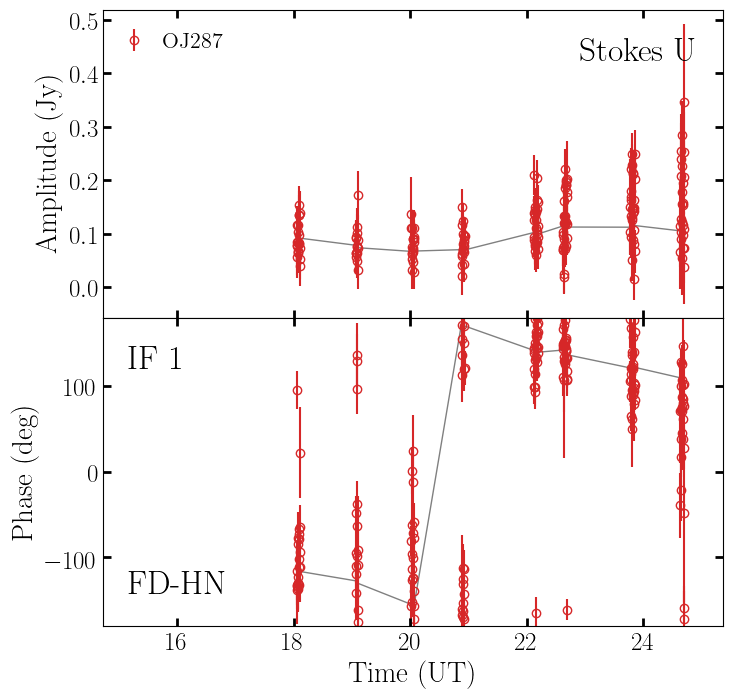 OJ287
Stokes U
Amplitude (Jy)
0.5
0.4
0.3
0.2
0.1
0.0
IF 1
FD-HN
Phase (deg)
100
0
−100
16 18 20 22 24
Time (UT)